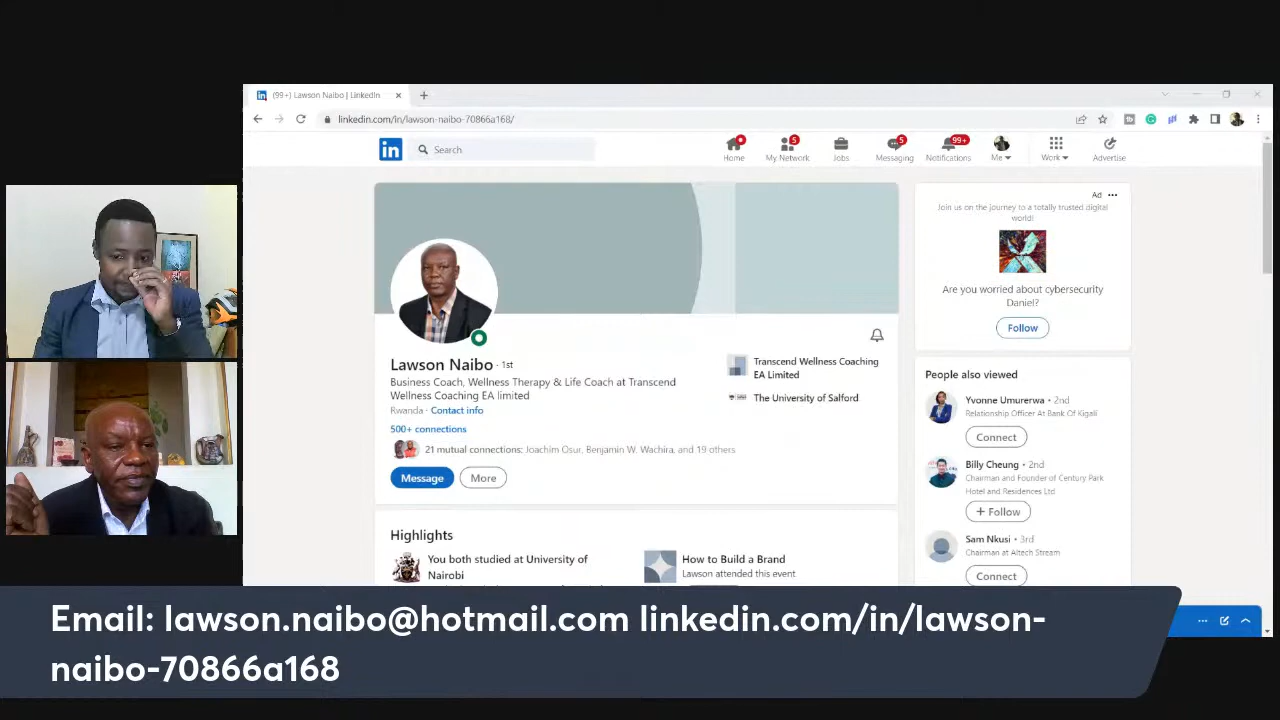 (99+) Lawson Naibo | LinkedIn
linkedin.com/in/lawson-naibo-70866a168/
in
Search
Home
5
My Network
Jobs
5
Messaging
99+
Notifications
Me
Work
Advertise
Lawson Naibo · 1st
Business Coach, Wellness Therapy & Life Coach at Transcend
Wellness Coaching EA limited
Rwanda · Contact info
500+ connections
21 mutual connections: Joachim Osur, Benjamin W. Wachira, and 19 others
Message
More
Transcend Wellness Coaching
EA Limited
The University of Salford
Highlights
You both studied at University of
Nairobi
How to Build a Brand
Lawson attended this event
Ad
Join us on the journey to a totally trusted digital
world!
Are you worried about cybersecurity
Daniel?
Follow
People also viewed
Yvonne Umurerwa · 2nd
Relationship Officer At Bank Of Kigali
Connect
Billy Cheung · 2nd
Chairman and Founder of Century Park
Hotel and Residences Ltd
+ Follow
Sam Nkusi · 3rd
Chairman at Altech Stream
Connect
Email: lawson.naibo@hotmail.com linkedin.com/in/lawson-
naibo-70866a168